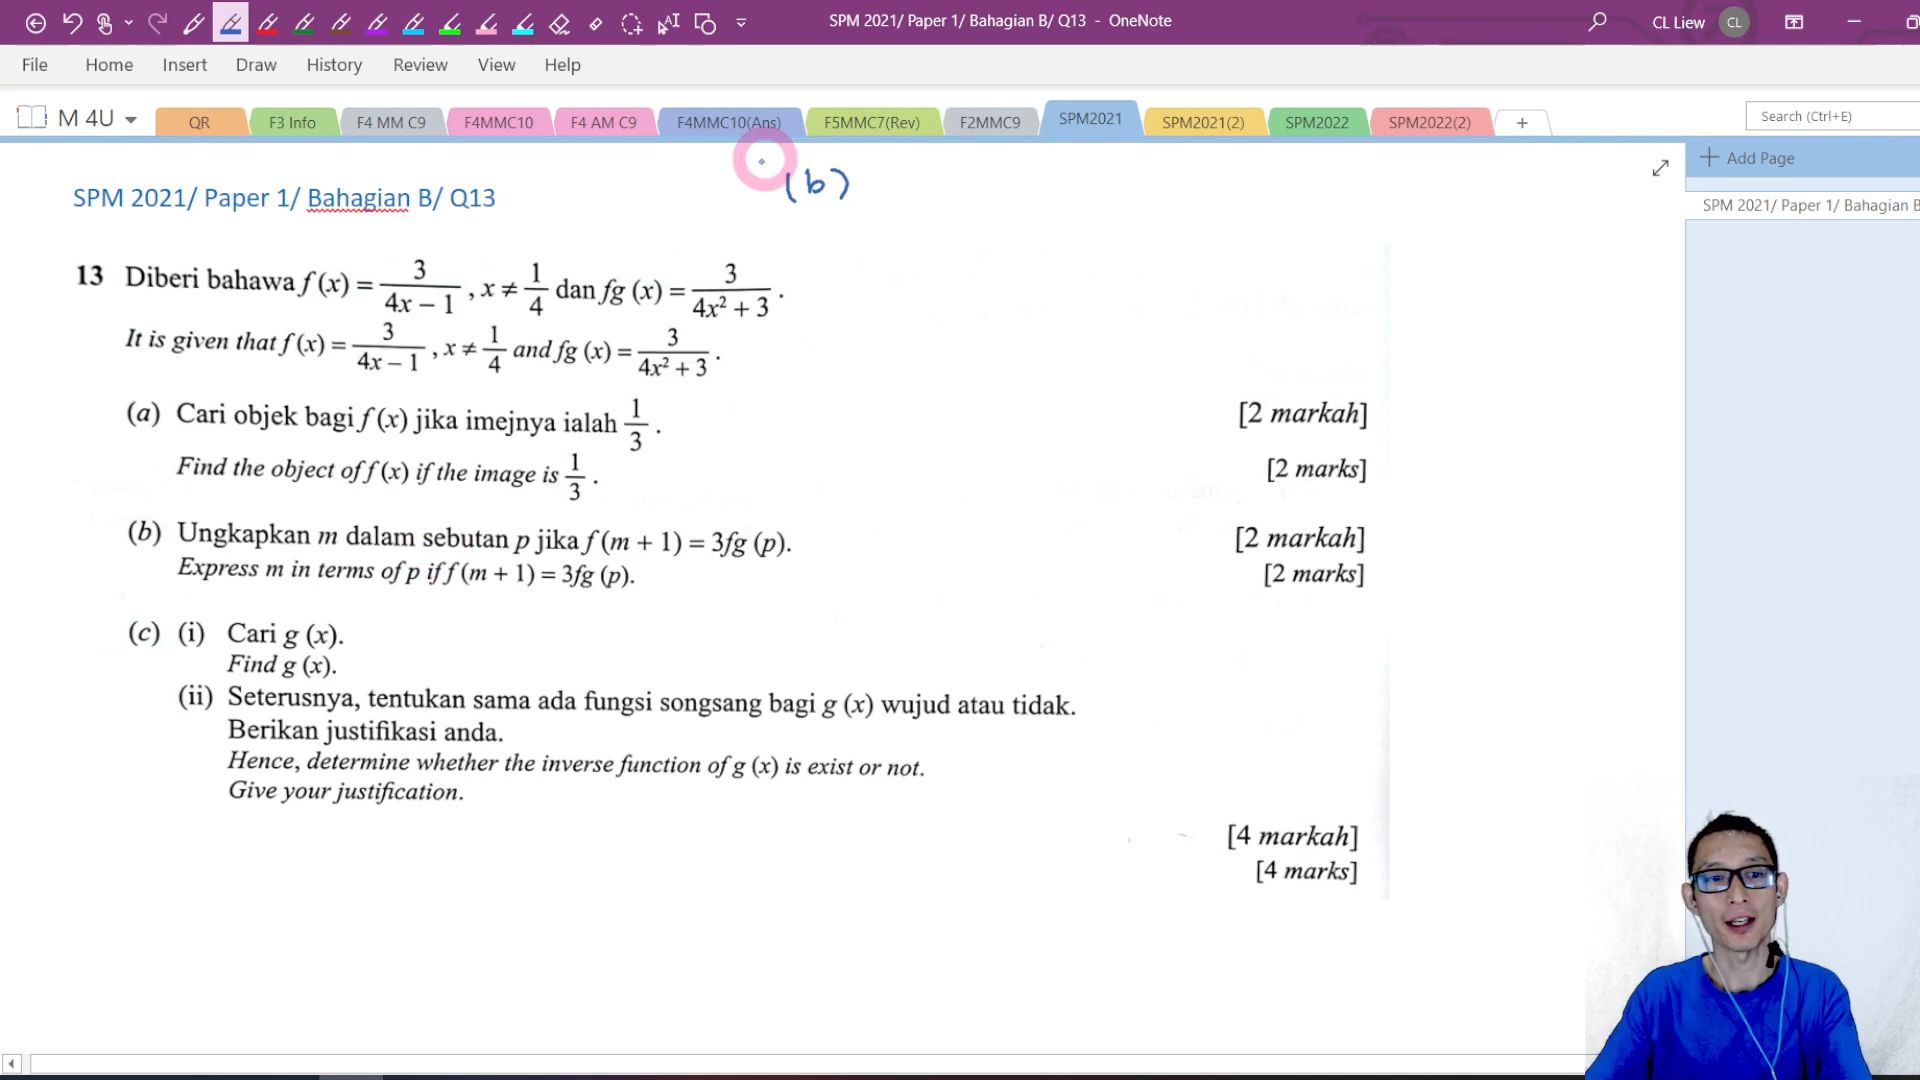 SPM 2021/ Paper 1/ Bahagian B/ Q13 - OneNote
CL Liew
CL
File Home Insert Draw History Review View Help
M 4U
QR F3 Info F4 MM C9 F4MMC10 F4 AM C9 F4MMC10(Ans) F5MMC7(Rev) F2MMC9 SPM2021 SPM2021(2) SPM2022 SPM2022(2) +
Search (Ctrl+E)
Add Page
SPM 2021/ Paper 1/ Bahagian B
(b)
SPM 2021/ Paper 1/ Bahagian B/ Q13
13 Diberi bahawa f (x) = 3/(4x − 1), x ≠ 1/4 dan fg (x) = 3/(4x² + 3).
It is given that f (x) = 3/(4x − 1), x ≠ 1/4 and fg (x) = 3/(4x² + 3).
(a) Cari objek bagi f (x) jika imejnya ialah 1/3. [2 markah]
Find the object of f (x) if the image is 1/3. [2 marks]
(b) Ungkapkan m dalam sebutan p jika f (m + 1) = 3fg (p). [2 markah]
Express m in terms of p if f (m + 1) = 3fg (p). [2 marks]
(c) (i) Cari g (x).
Find g (x).
(ii) Seterusnya, tentukan sama ada fungsi songsang bagi g (x) wujud atau tidak.
Berikan justifikasi anda.
Hence, determine whether the inverse function of g (x) is exist or not.
Give your justification.
[4 markah]
[4 marks]